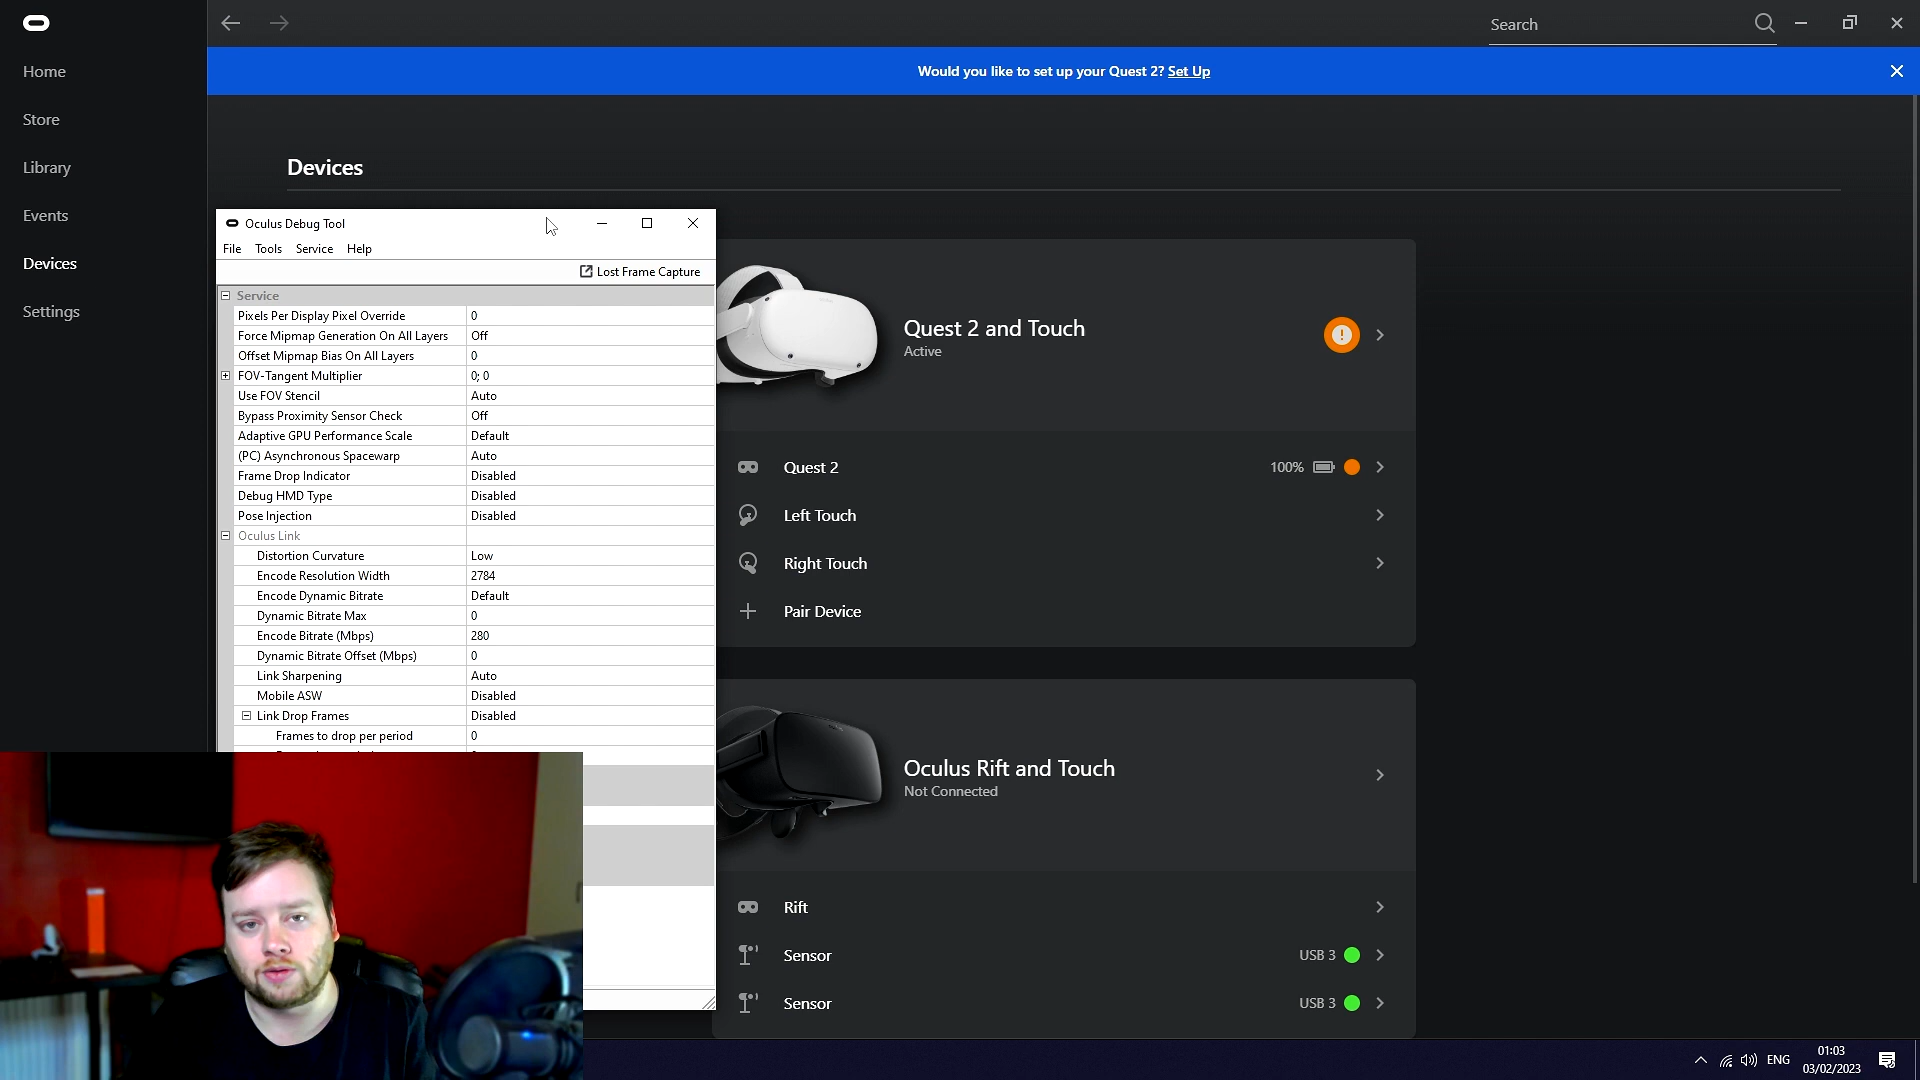 Search
Would you like to set up your Quest 2? Set Up
Home
Store
Library
Events
Devices
Settings
Devices
Oculus Debug Tool
File Tools Service Help
Lost Frame Capture
Service
Pixels Per Display Pixel Override 0
Force Mipmap Generation On All Layers Off
Offset Mipmap Bias On All Layers 0
FOV-Tangent Multiplier 0; 0
Use FOV Stencil Auto
Bypass Proximity Sensor Check Off
Adaptive GPU Performance Scale Default
(PC) Asynchronous Spacewarp Auto
Frame Drop Indicator Disabled
Debug HMD Type Disabled
Pose Injection Disabled
Oculus Link
Distortion Curvature Low
Encode Resolution Width 2784
Encode Dynamic Bitrate Default
Dynamic Bitrate Max 0
Encode Bitrate (Mbps) 280
Dynamic Bitrate Offset (Mbps) 0
Link Sharpening Auto
Mobile ASW Disabled
Link Drop Frames Disabled
Frames to drop per period 0
Quest 2 and Touch
Active
Quest 2 100%
Left Touch
Right Touch
Pair Device
Oculus Rift and Touch
Not Connected
Rift
Sensor USB 3
Sensor USB 3
ENG
01:03
03/02/2023